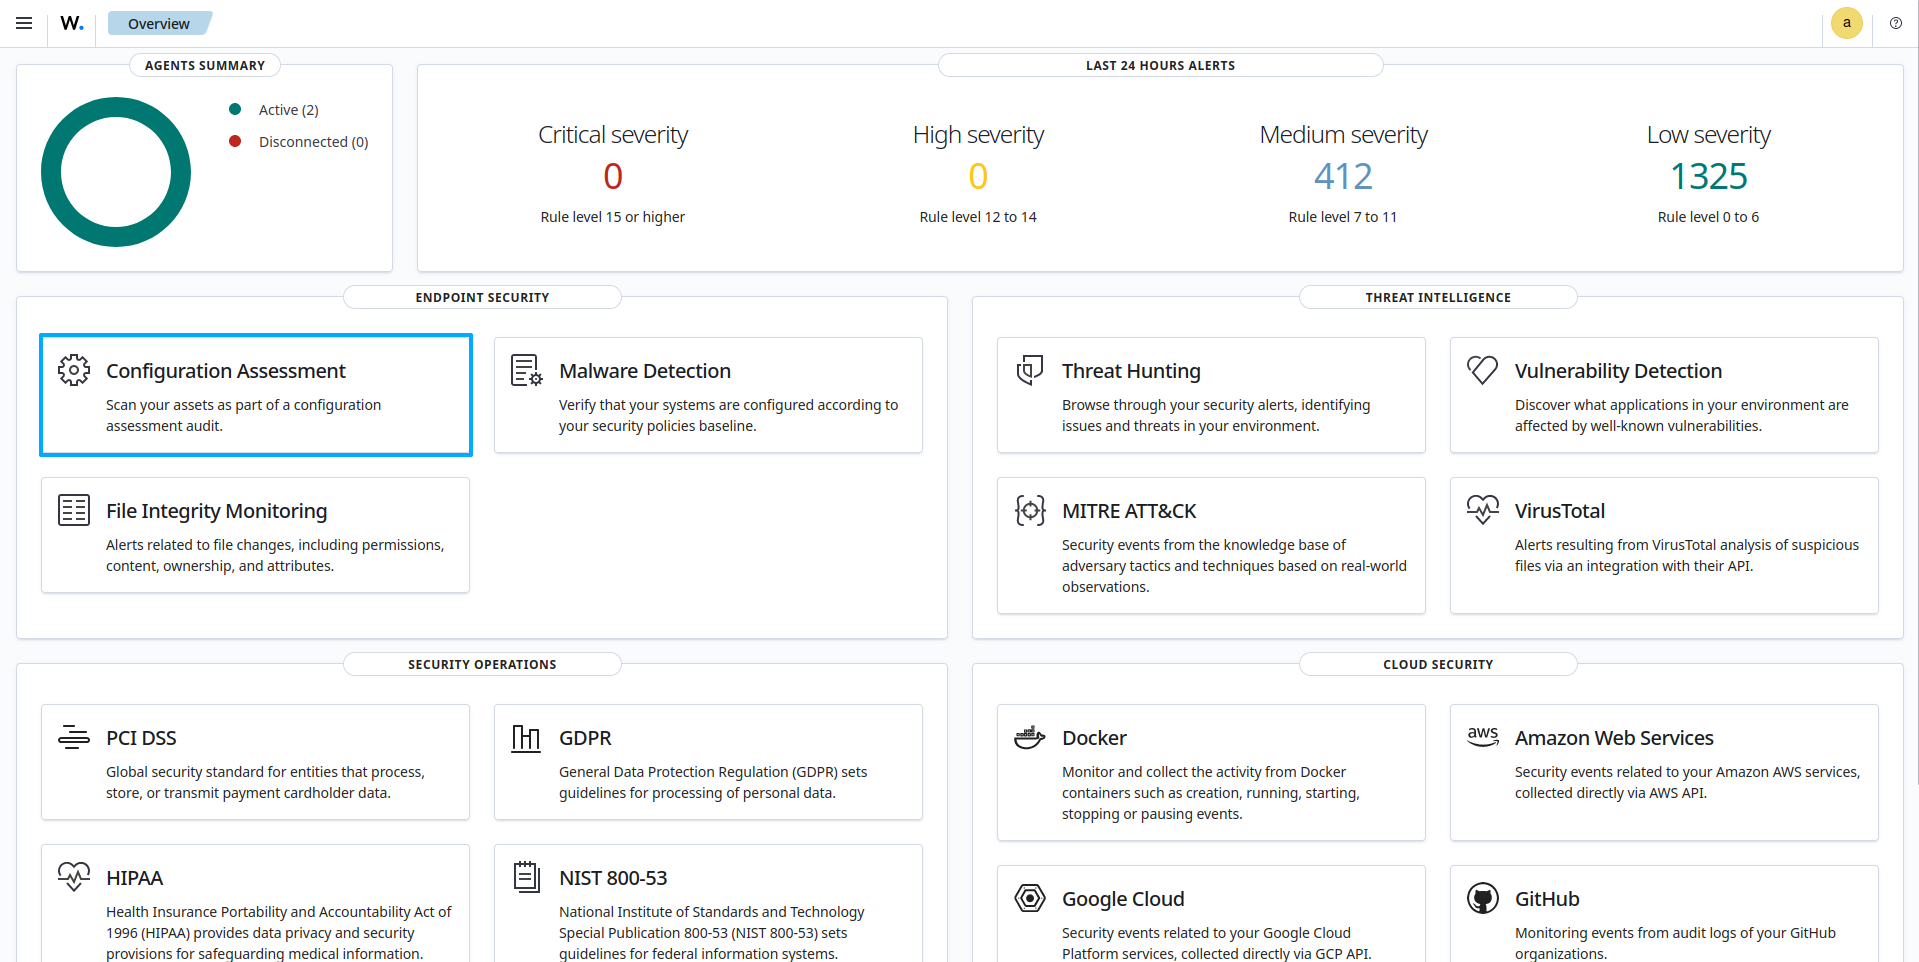 W.
Overview
a
AGENTS SUMMARY
Active (2)
Disconnected (0)
LAST 24 HOURS ALERTS
Critical severity
0
Rule level 15 or higher
High severity
0
Rule level 12 to 14
Medium severity
412
Rule level 7 to 11
Low severity
1325
Rule level 0 to 6
ENDPOINT SECURITY
Configuration Assessment
Scan your assets as part of a configuration
assessment audit.
Malware Detection
Verify that your systems are configured according to
your security policies baseline.
File Integrity Monitoring
Alerts related to file changes, including permissions,
content, ownership, and attributes.
THREAT INTELLIGENCE
Threat Hunting
Browse through your security alerts, identifying
issues and threats in your environment.
Vulnerability Detection
Discover what applications in your environment are
affected by well-known vulnerabilities.
MITRE ATT&CK
Security events from the knowledge base of
adversary tactics and techniques based on real-world
observations.
VirusTotal
Alerts resulting from VirusTotal analysis of suspicious
files via an integration with their API.
SECURITY OPERATIONS
PCI DSS
Global security standard for entities that process,
store, or transmit payment cardholder data.
GDPR
General Data Protection Regulation (GDPR) sets
guidelines for processing of personal data.
HIPAA
Health Insurance Portability and Accountability Act of
1996 (HIPAA) provides data privacy and security
provisions for safeguarding medical information.
NIST 800-53
National Institute of Standards and Technology
Special Publication 800-53 (NIST 800-53) sets
guidelines for federal information systems.
CLOUD SECURITY
Docker
Monitor and collect the activity from Docker
containers such as creation, running, starting,
stopping or pausing events.
aws
Amazon Web Services
Security events related to your Amazon AWS services,
collected directly via AWS API.
Google Cloud
Security events related to your Google Cloud
Platform services, collected directly via GCP API.
GitHub
Monitoring events from audit logs of your GitHub
organizations.